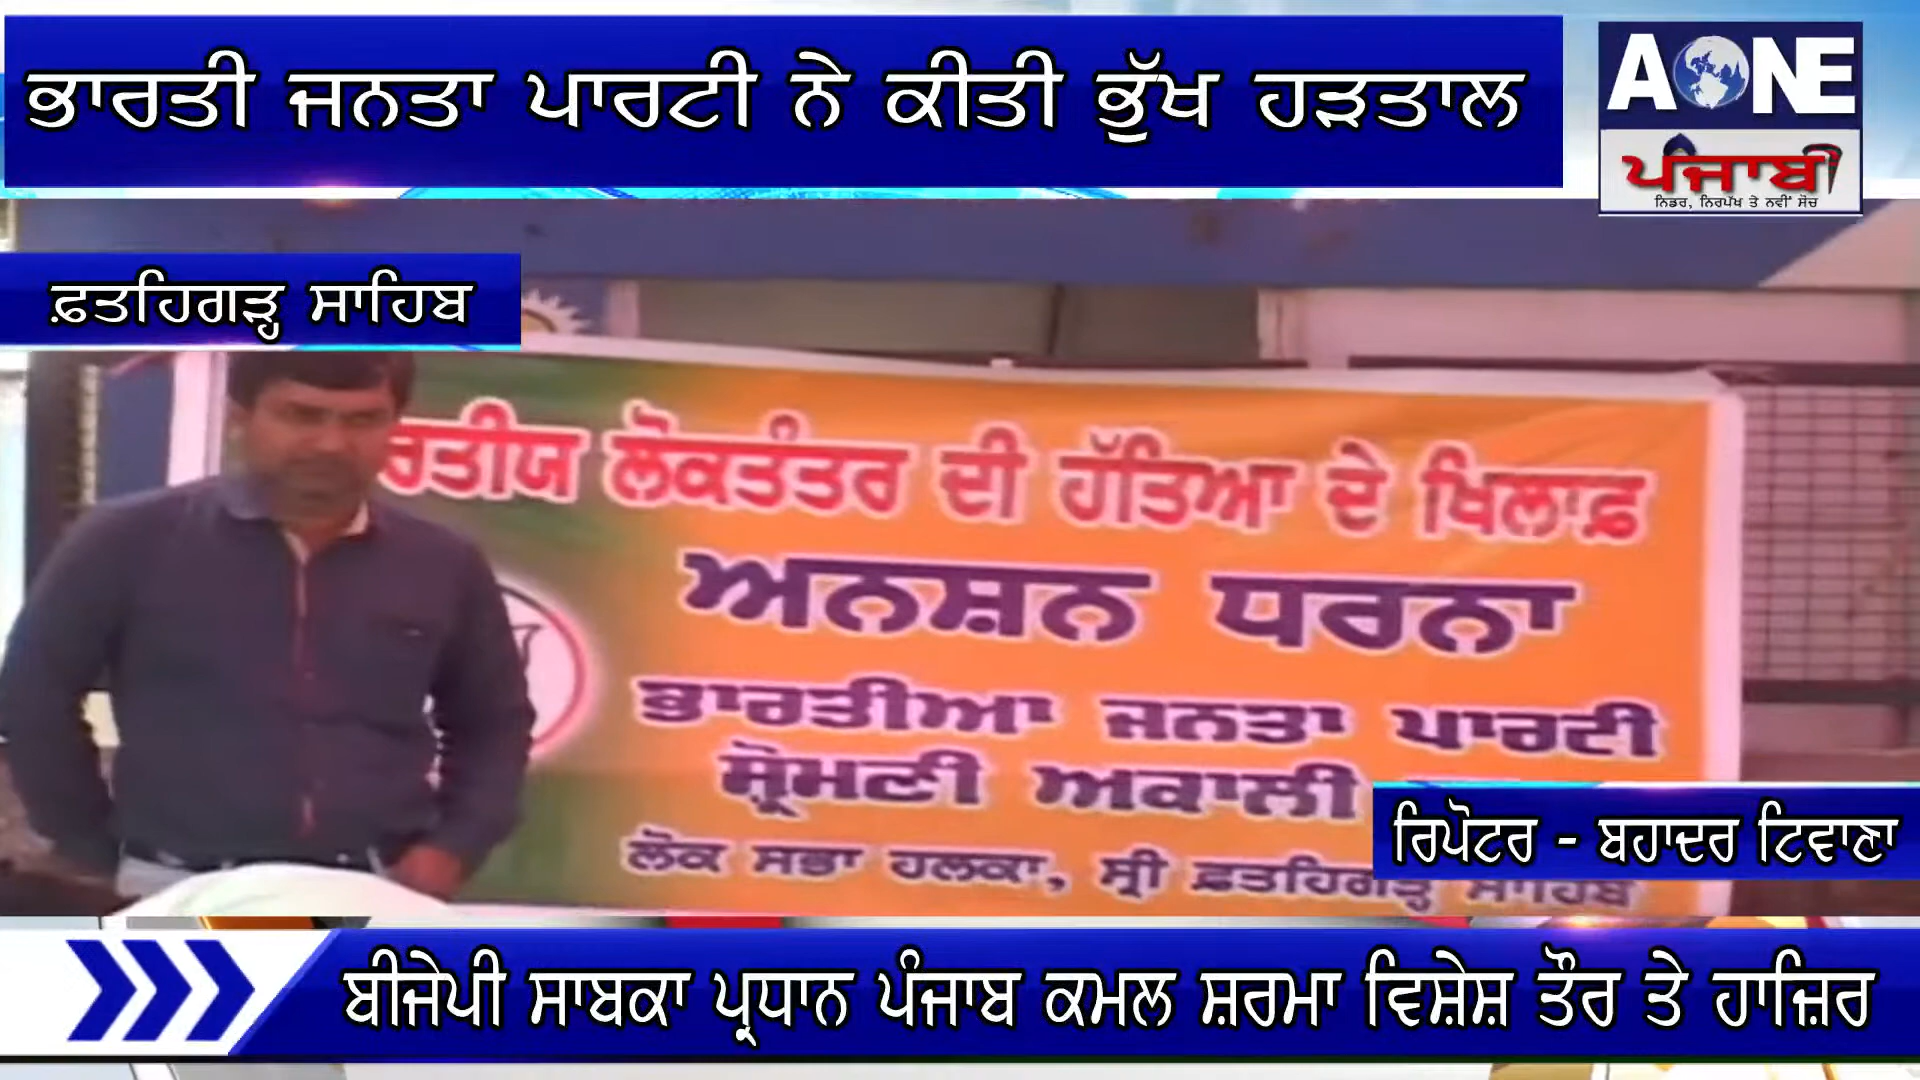 ਭਾਰਤੀ ਜਨਤਾ ਪਾਰਟੀ ਨੇ ਕੀਤੀ ਭੁੱਖ ਹੜਤਾਲ
A NE
ਪੰਜਾਬੀ
ਨਿਡਰ, ਨਿਰਪੱਖ ਤੇ ਨਵੀਂ ਸੋਚ
ਫ਼ਤਹਿਗੜ੍ਹ ਸਾਹਿਬ
ਰਤੀਯ ਲੋਕਤੰਤਰ ਦੀ ਹੱਤਿਆ ਦੇ ਖਿਲਾਫ਼
ਅਨਸ਼ਨ ਧਰਨਾ
ਭਾਰਤੀਆ ਜਨਤਾ ਪਾਰਟੀ
ਸ਼੍ਰੋਮਣੀ ਅਕਾਲੀ
ਲੋਕ ਸਭਾ ਹਲਕਾ, ਸ੍ਰੀ ਫ਼ਤਹਿਗੜ੍ਹ ਸਾਹਿਬ
ਰਿਪੋਟਰ - ਬਹਾਦਰ ਟਿਵਾਣਾ
ਬੀਜੇਪੀ ਸਾਬਕਾ ਪ੍ਰਧਾਨ ਪੰਜਾਬ ਕਮਲ ਸ਼ਰਮਾ ਵਿਸ਼ੇਸ਼ ਤੌਰ ਤੇ ਹਾਜ਼ਿਰ